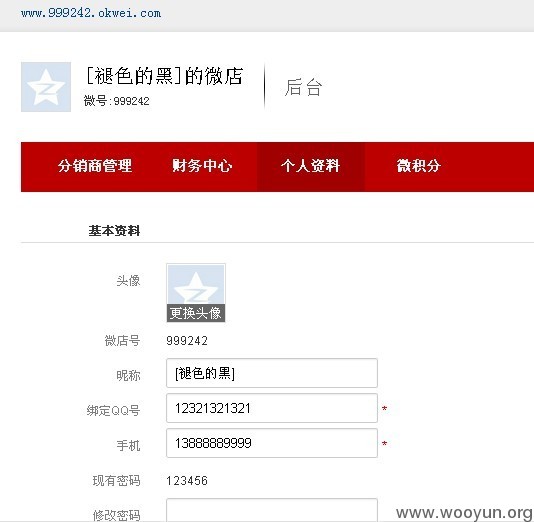 www.999242.okwei.com
[褪色的黑]的微店
后台
微号:999242
分销商管理 财务中心 个人资料 微积分
基本资料
头像
更换头像
微店号 999242
昵称 [褪色的黑]
绑定QQ号 12321321321 *
手机 13888889999 *
现有密码 123456
修改密码
www.wooyun.org